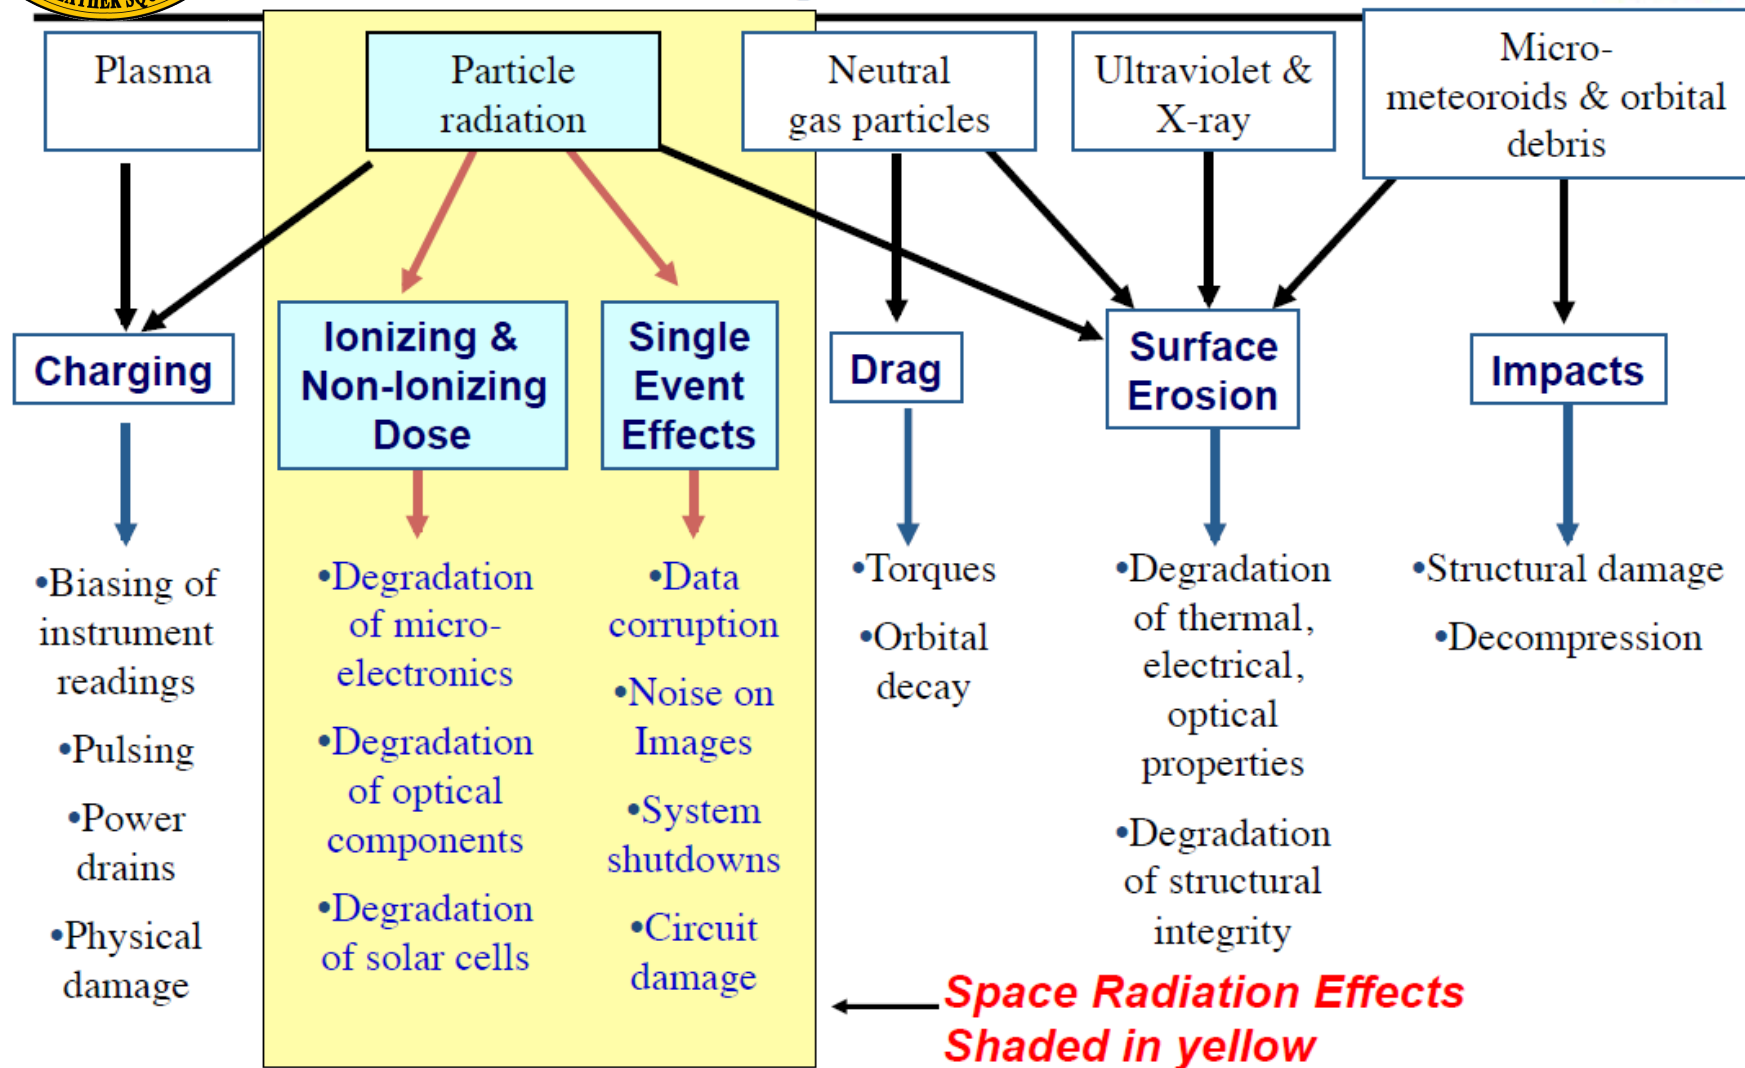 Plasma
Particle
radiation
Neutral
gas particles
Ultraviolet &
X-ray
Micro-
meteoroids & orbital
debris
Charging
Ionizing &
Non-Ionizing
Dose
Single
Event
Effects
Drag
Surface
Erosion
Impacts
•Biasing of
instrument
readings
•Pulsing
•Power
drains
•Physical
damage
•Degradation
of micro-
electronics
•Degradation
of optical
components
•Degradation
of solar cells
•Data
corruption
•Noise on
Images
•System
shutdowns
•Circuit
damage
•Torques
•Orbital
decay
•Degradation
of thermal,
electrical,
optical
properties
•Degradation
of structural
integrity
•Structural damage
•Decompression
Space Radiation Effects
Shaded in yellow